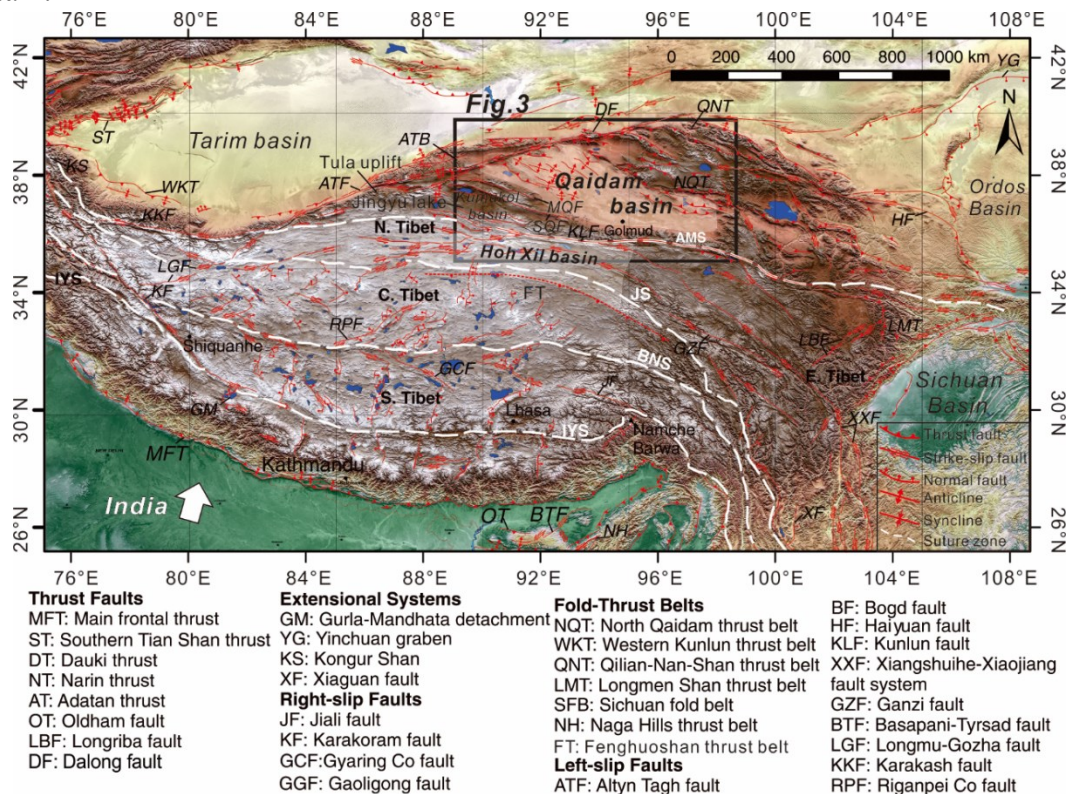 76°E 80°E 84°E 88°E 92°E 96°E 100°E 104°E 108°E
42°N
38°N
34°N
30°N
26°N
42°N
38°N
34°N
30°N
26°N
0 200 400 600 800 1000 km
YG
N
Fig.3
DF
QNT
ST
ATB
Tarim basin
KS
Tula uplift
ATF
Jingyu lake
WKT
KKF
Qaidam
basin
NQT
Kumukol
basin
MQF
SQF
KLF
Golmud
Ordos
Basin
HF
N. Tibet
AMS
Hoh Xil basin
IYS
LGF
KF
C. Tibet
FT
JS
RPF
Shiquanhe
GZF
LBF
LMT
BNS
GCF
E. Tibet
Sichuan
Basin
S. Tibet
JF
GM
Lhasa
IYS
Namche
Barwa
XXF
MFT
Kathmandu
India
OT
BTF
NH
XF
Thrust fault
Strike-slip fault
Normal fault
Anticline
Syncline
Suture zone
76°E 80°E 84°E 88°E 92°E 96°E 100°E 104°E 108°E
Thrust Faults
MFT: Main frontal thrust
ST: Southern Tian Shan thrust
DT: Dauki thrust
NT: Narin thrust
AT: Adatan thrust
OT: Oldham fault
LBF: Longriba fault
DF: Dalong fault
Extensional Systems
GM: Gurla-Mandhata detachment
YG: Yinchuan graben
KS: Kongur Shan
XF: Xiaguan fault
Right-slip Faults
JF: Jiali fault
KF: Karakoram fault
GCF:Gyaring Co fault
GGF: Gaoligong fault
Fold-Thrust Belts
NQT: North Qaidam thrust belt
WKT: Western Kunlun thrust belt
QNT: Qilian-Nan-Shan thrust belt
LMT: Longmen Shan thrust belt
SFB: Sichuan fold belt
NH: Naga Hills thrust belt
FT: Fenghuoshan thrust belt
Left-slip Faults
ATF: Altyn Tagh fault
BF: Bogd fault
HF: Haiyuan fault
KLF: Kunlun fault
XXF: Xiangshuihe-Xiaojiang
fault system
GZF: Ganzi fault
BTF: Basapani-Tyrsad fault
LGF: Longmu-Gozha fault
KKF: Karakash fault
RPF: Riganpei Co fault